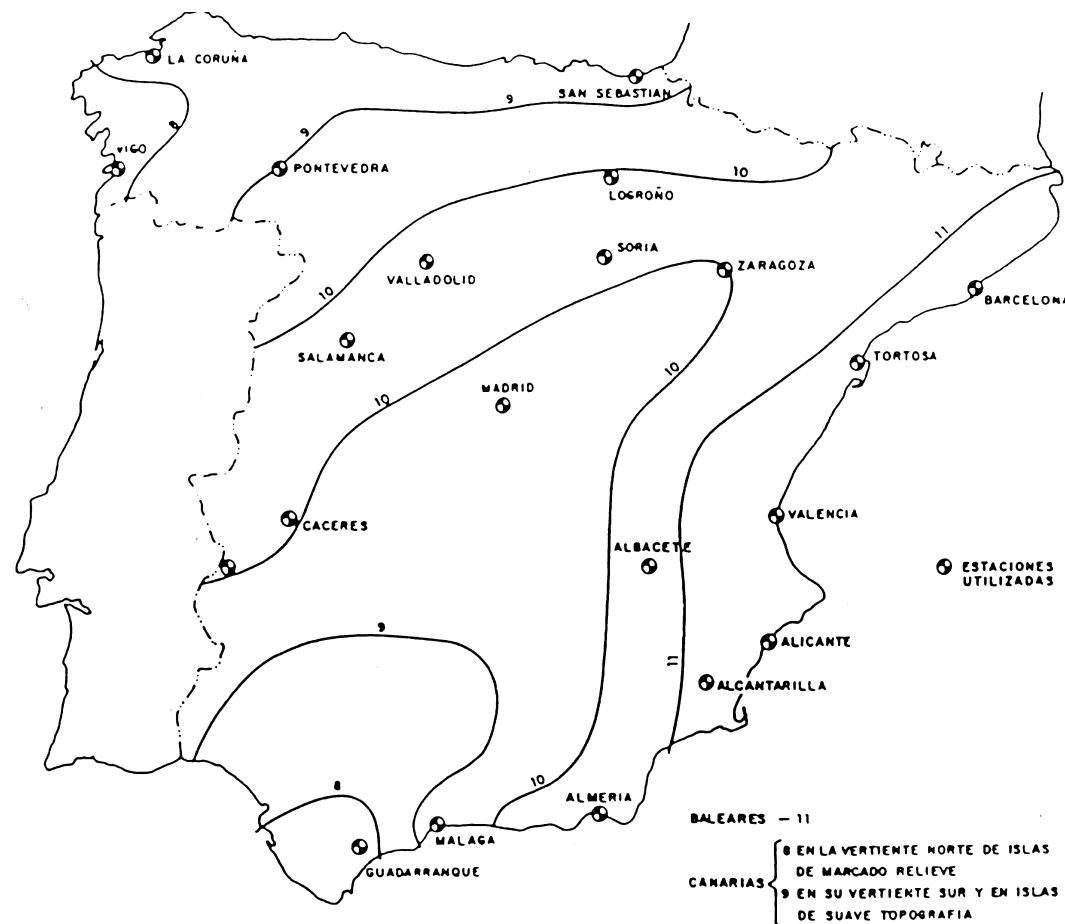 LA CORUÑA
SAN SEBASTIAN
9
9
8
VIGO
PONTEVEDRA
10
LOGROÑO
11
SORIA
ZARAGOZA
VALLADOLID
10
BARCELONA
SALAMANCA
TORTOSA
10
MADRID
10
VALENCIA
CACERES
ALBACETE
ESTACIONES
UTILIZADAS
9
ALICANTE
11
ALCANTARILLA
10
8
ALMERIA
MALAGA
GUADARRANQUE
BALEARES - 11
CANARIAS
8 EN LA VERTIENTE NORTE DE ISLAS
DE MARCADO RELIEVE
9 EN SU VERTIENTE SUR Y EN ISLAS
DE SUAVE TOPOGRAFIA